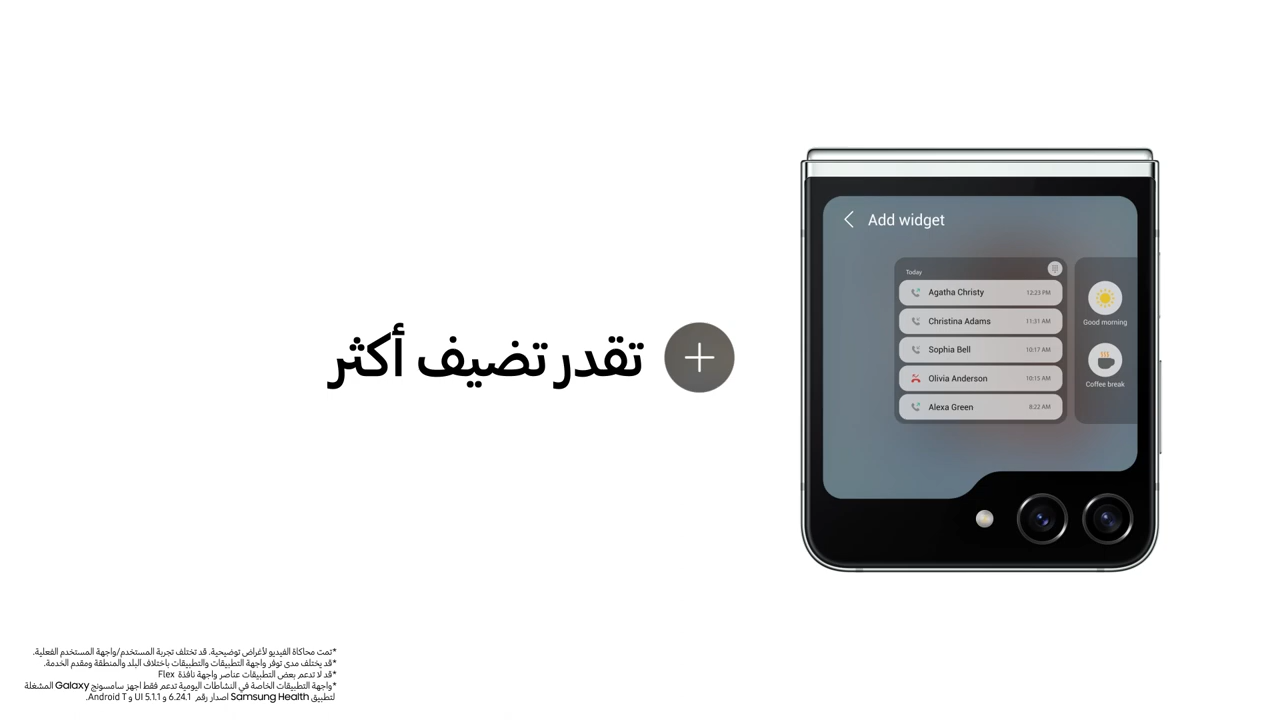 تقدر تضيف أكثر
Add widget
Today
Agatha Christy 12:23 PM
Christina Adams 11:31 AM
Sophia Bell 10:17 AM
Olivia Anderson 10:15 AM
Alexa Green 8:22 AM
Good morning
Coffee break
*تمت محاكاة الفيديو لأغراض توضيحية. قد تختلف تجربة المستخدم/واجهة المستخدم الفعلية.
*قد يختلف مدى توفر واجهة التطبيقات والتطبيقات باختلاف البلد والمنطقة ومقدم الخدمة.
*قد لا تدعم بعض التطبيقات عناصر واجهة نافذة Flex
*واجهة التطبيقات الخاصة في النشاطات اليومية تدعم فقط اجهز سامسونج Galaxy المشغلة
لتطبيق Samsung Health اصدار رقم 6.24.1 و UI 5.1.1 و Android T.